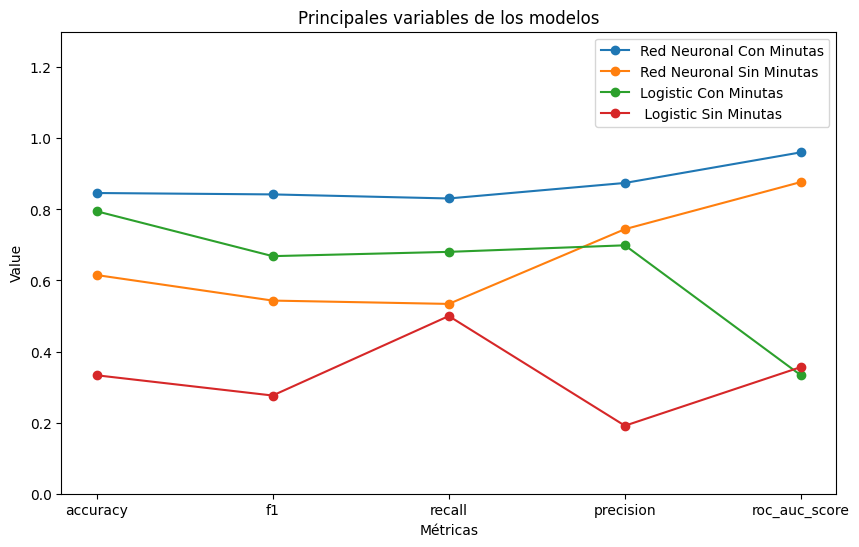 Principales variables de los modelos
Red Neuronal Con Minutas
Red Neuronal Sin Minutas
Logistic Con Minutas
Logistic Sin Minutas
Value
1.2
1.0
0.8
0.6
0.4
0.2
0.0
accuracy f1 recall precision roc_auc_score
Métricas